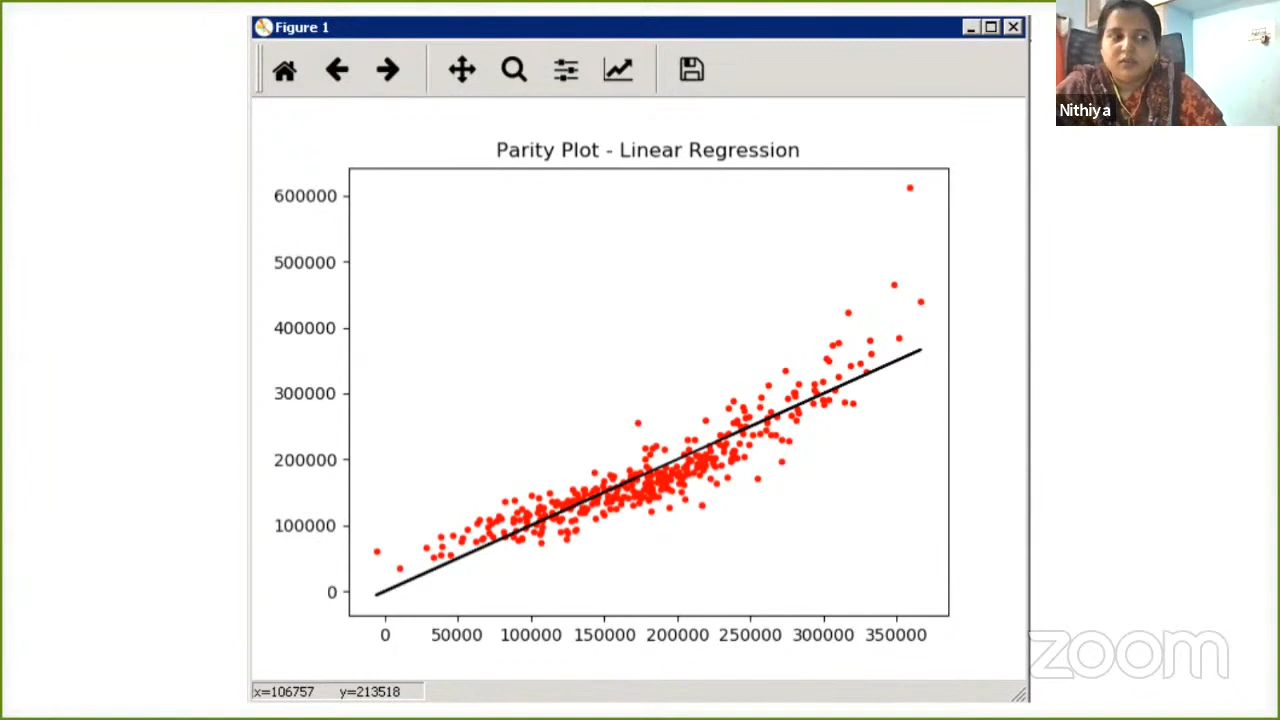 Figure 1
Nithiya
Parity Plot - Linear Regression
600000
500000
400000
300000
200000
100000
0
0 50000 100000 150000 200000 250000 300000 350000
zoom
x=106757 y=213518